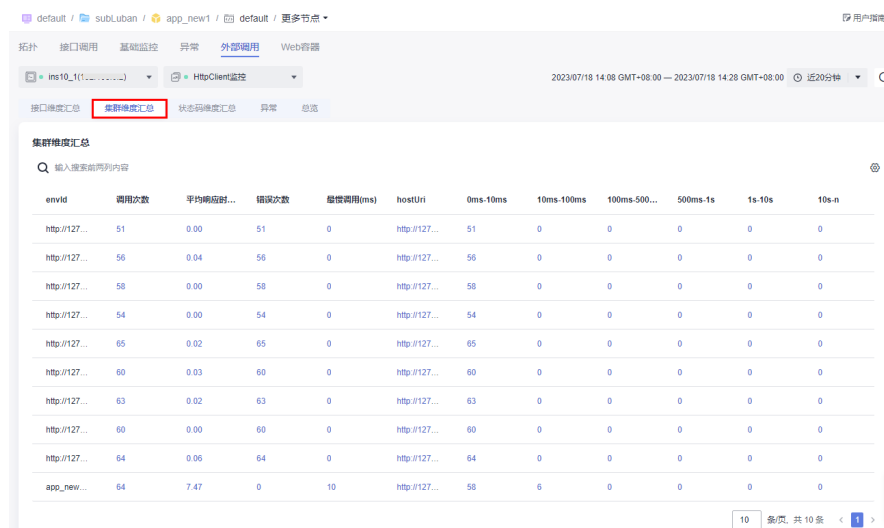 default / subLuban / app_new1 / default / 更多节点 用户指南
拓扑 接口调用 基础监控 异常 外部调用 Web容器
ins10_1( HttpClient监控 2023/07/18 14:08 GMT+08:00 — 2023/07/18 14:28 GMT+08:00 近20分钟
接口维度汇总 集群维度汇总 状态码维度汇总 异常 总览
集群维度汇总
输入搜索前两列内容
envId 调用次数 平均响应时... 错误次数 最慢调用(ms) hostUri 0ms-10ms 10ms-100ms 100ms-500... 500ms-1s 1s-10s 10s-n
http://127... 51 0.00 51 0 http://127... 51 0 0 0 0 0
http://127... 56 0.04 56 0 http://127... 56 0 0 0 0 0
http://127... 58 0.00 58 0 http://127... 58 0 0 0 0 0
http://127... 54 0.00 54 0 http://127... 54 0 0 0 0 0
http://127... 65 0.02 65 0 http://127... 65 0 0 0 0 0
http://127... 60 0.03 60 0 http://127... 60 0 0 0 0 0
http://127... 63 0.02 63 0 http://127... 63 0 0 0 0 0
http://127... 60 0.00 60 0 http://127... 60 0 0 0 0 0
http://127... 64 0.06 64 0 http://127... 64 0 0 0 0 0
app_new... 64 7.47 0 10 http://127... 58 6 0 0 0 0
10 条/页, 共 10 条 < 1 >